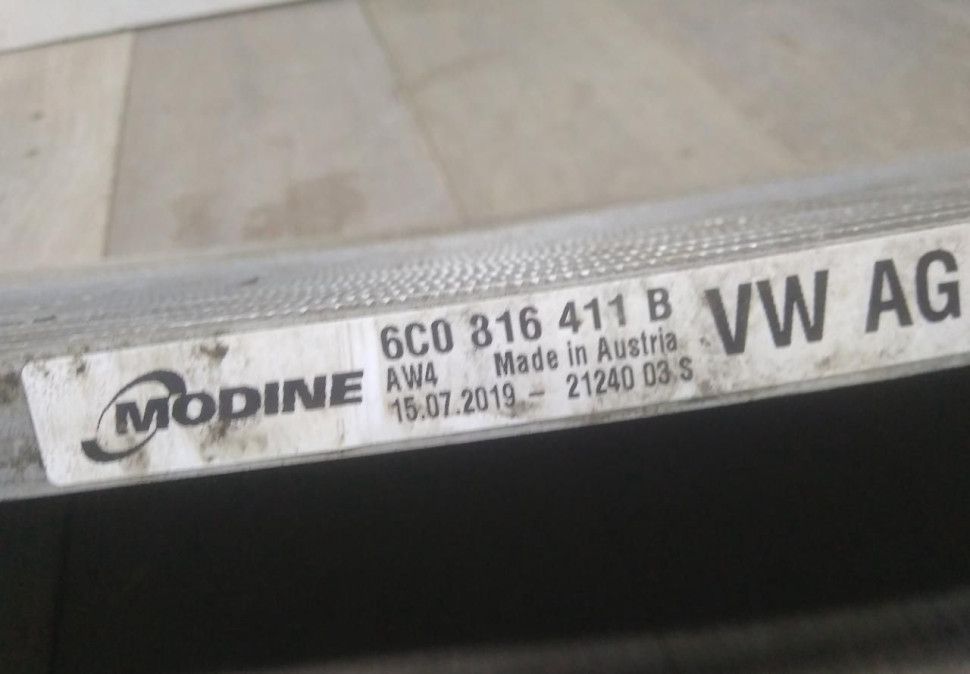 MODINE
6C0 816 411 B
AW4 Made in Austria
15.07.2019 - 21240 03 S
VW AG